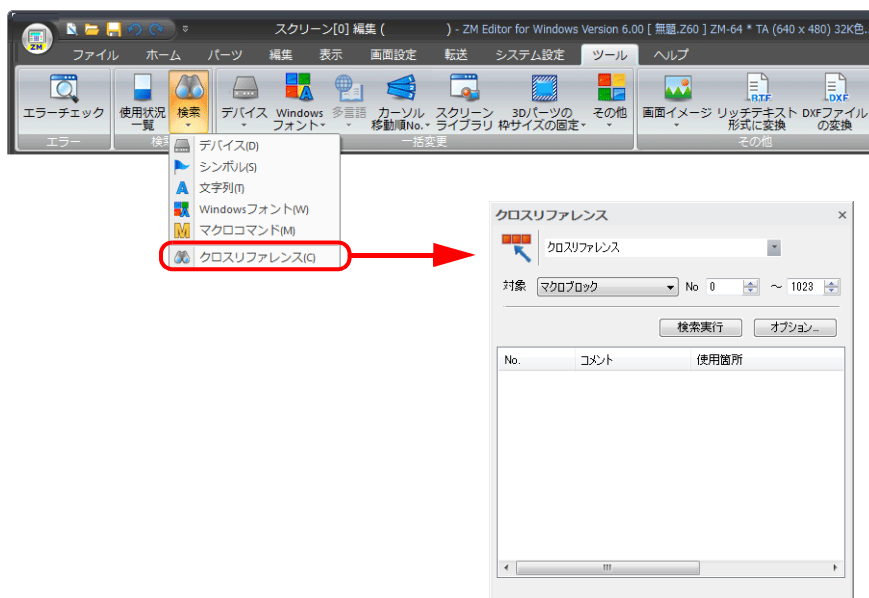 スクリーン[0] 編集 ( ) - ZM Editor for Windows Version 6.00 [ 無題.Z60 ] ZM-64 * TA (640 x 480) 32K色...
ZM
ファイル ホーム パーツ 編集 表示 画面設定 転送 システム設定 ツール ヘルプ
エラーチェック 使用状況一覧 検索 デバイス Windowsフォント 多言語 カーソル移動順No. スクリーンライブラリ 3Dパーツの枠サイズの固定 その他 画面イメージ リッチテキスト形式に変換 DXFファイルの変換
RTF DXF
エラー 検索 一括変更 その他
デバイス(D)
シンボル(S)
文字列(T)
Windowsフォント(W)
マクロコマンド(M)
クロスリファレンス(C)
クロスリファレンス ×
クロスリファレンス
対象 マクロブロック No 0 ～ 1023
検索実行 オプション...
No. コメント 使用箇所